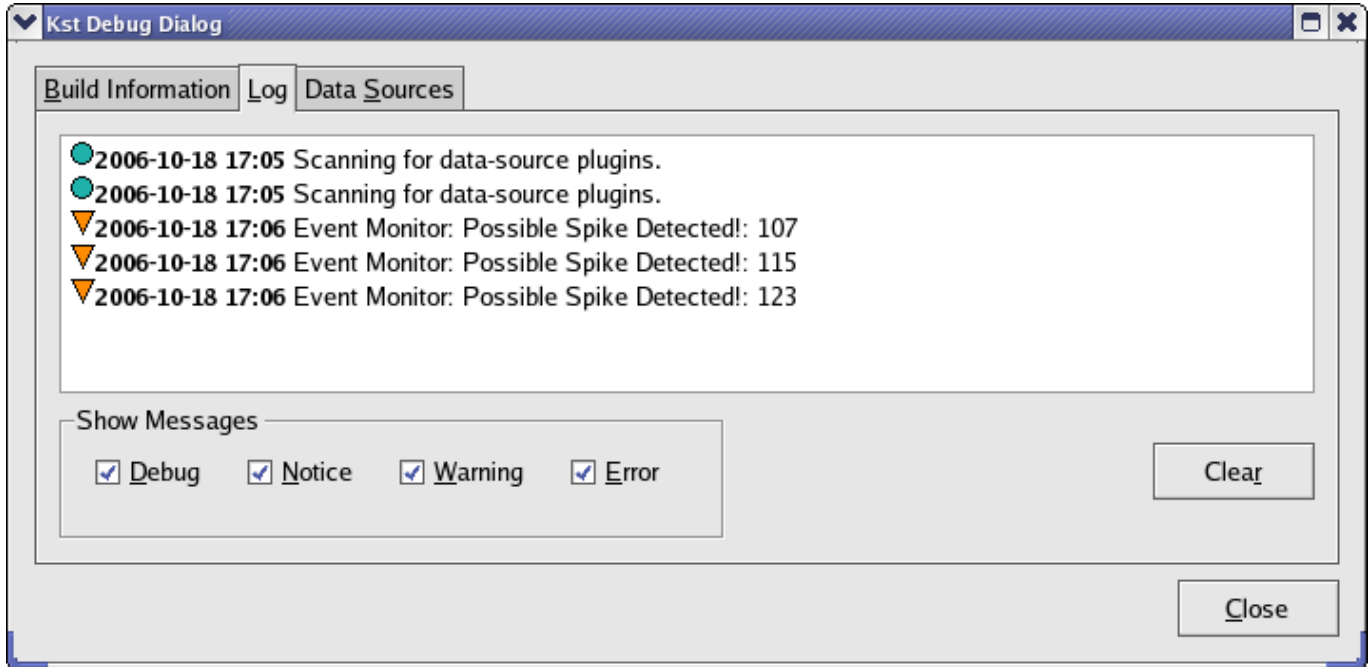 Kst Debug Dialog
Build Information Log Data Sources
2006-10-18 17:05 Scanning for data-source plugins.
2006-10-18 17:05 Scanning for data-source plugins.
2006-10-18 17:06 Event Monitor: Possible Spike Detected!: 107
2006-10-18 17:06 Event Monitor: Possible Spike Detected!: 115
2006-10-18 17:06 Event Monitor: Possible Spike Detected!: 123
Show Messages
Debug Notice Warning Error
Clear
Close